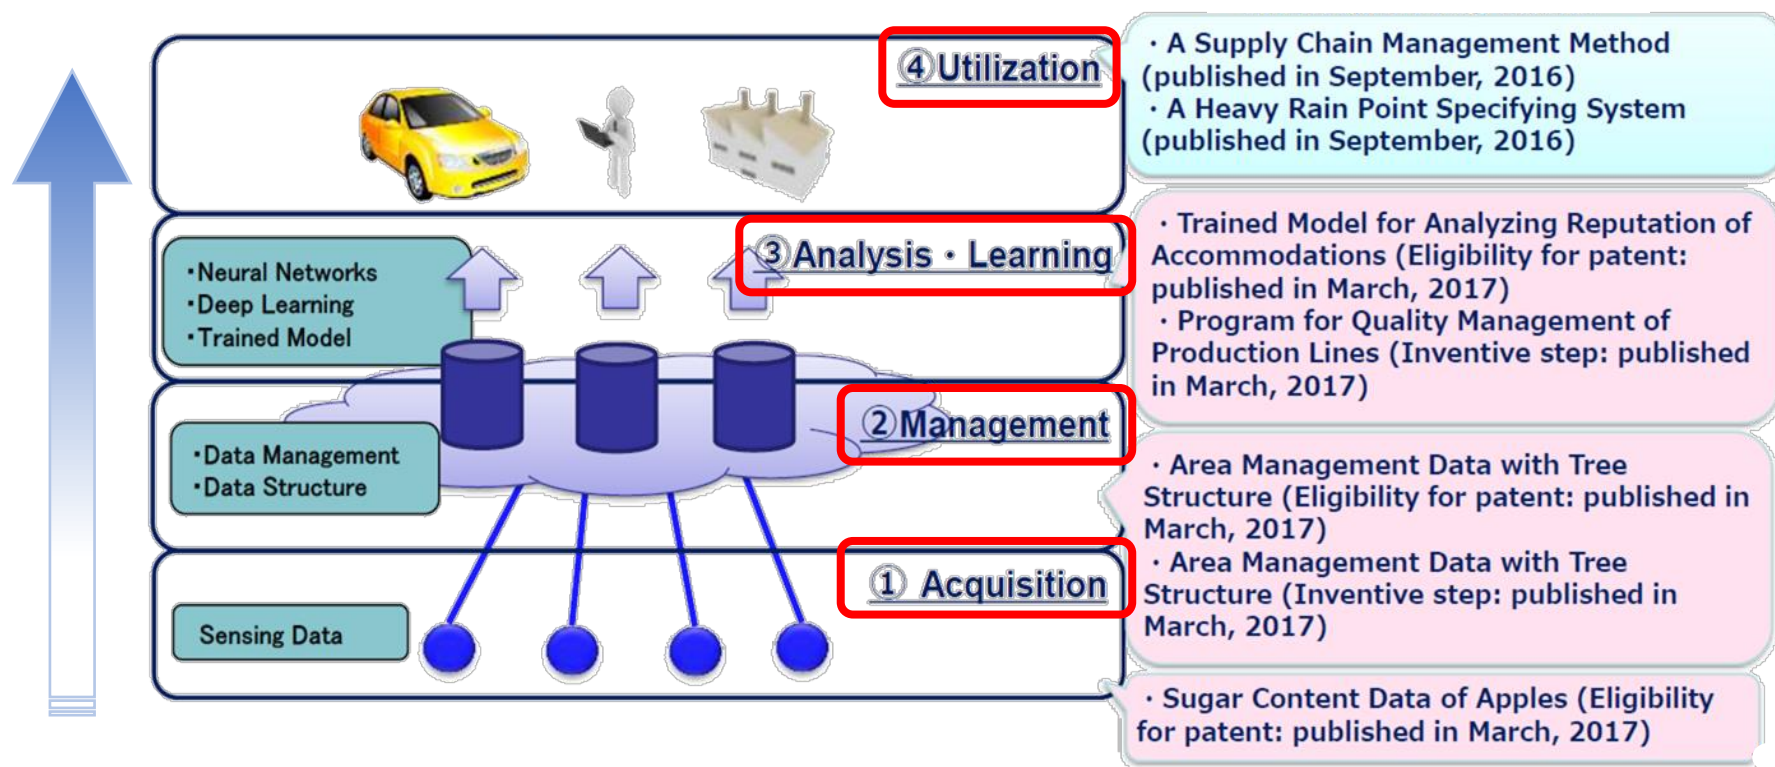 ④Utilization
・A Supply Chain Management Method
(published in September, 2016)
・A Heavy Rain Point Specifying System
(published in September, 2016)
③Analysis・Learning
・Neural Networks
・Deep Learning
・Trained Model
・Trained Model for Analyzing Reputation of
Accommodations (Eligibility for patent:
published in March, 2017)
・Program for Quality Management of
Production Lines (Inventive step: published
in March, 2017)
②Management
・Data Management
・Data Structure
・Area Management Data with Tree
Structure (Eligibility for patent: published in
March, 2017)
・Area Management Data with Tree
Structure (Inventive step: published in
March, 2017)
① Acquisition
Sensing Data
・Sugar Content Data of Apples (Eligibility
for patent: published in March, 2017)